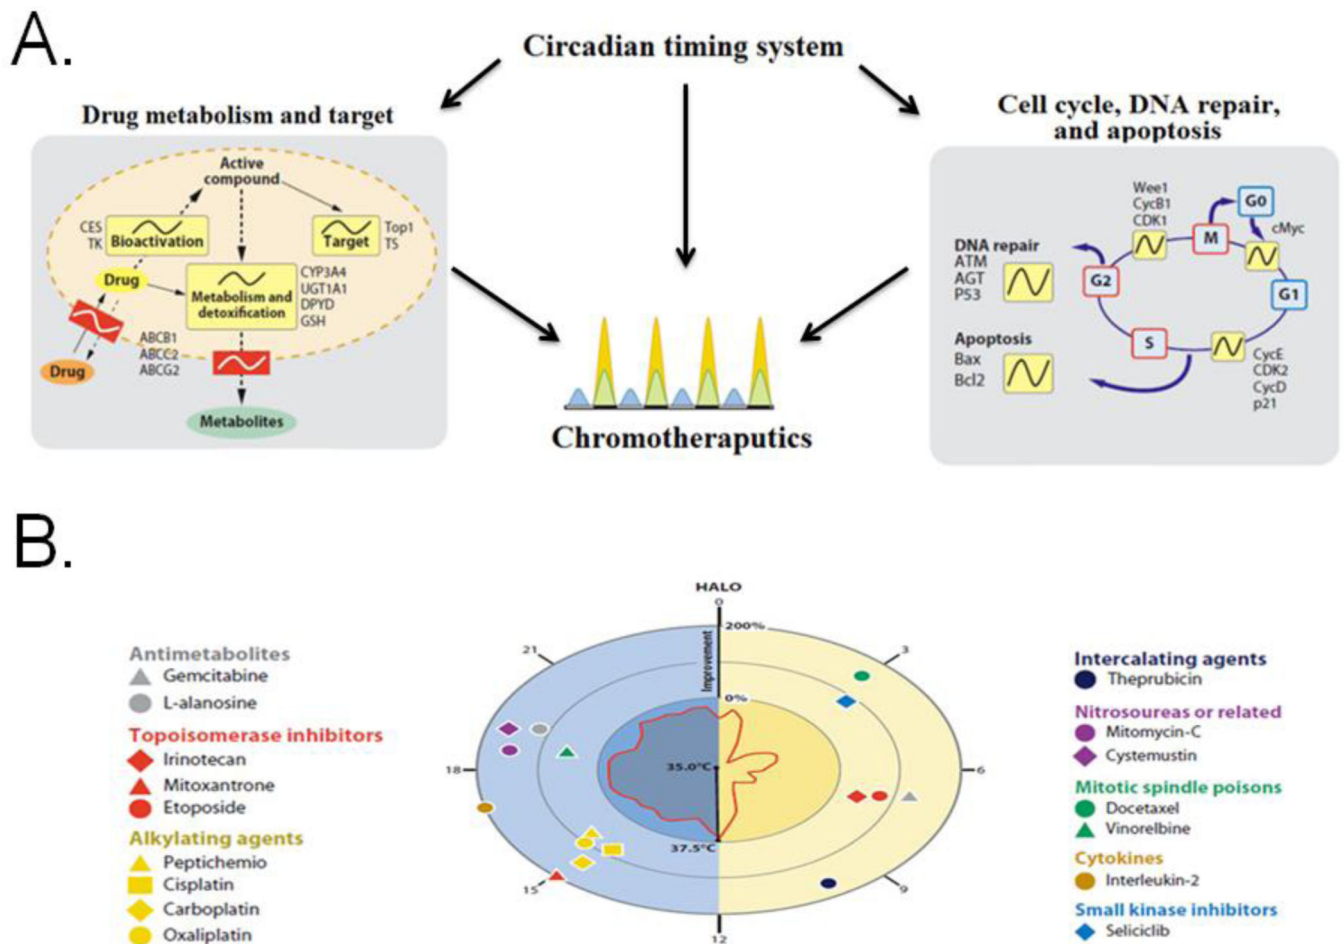 A.
Circadian timing system
Drug metabolism and target
Cell cycle, DNA repair,
and apoptosis
Active
compound
CES
TK
Bioactivation
Target
Top1
TS
Drug
Metabolism and
detoxification
CYP3A4
UGT1A1
DPYD
GSH
ABCB1
ABCC2
ABCG2
Drug
Metabolites
Chromotheraputics
Wee1
CycB1
CDK1
G0
cMyc
M
G1
G2
S
DNA repair
ATM
AGT
P53
Apoptosis
Bax
Bcl2
CycE
CDK2
CycD
p21
B.
HALO
0
200%
Improvement
0%
35.0°C
37.5°C
3
6
9
12
15
18
21
Antimetabolites
Gemcitabine
L-alanosine
Topoisomerase inhibitors
Irinotecan
Mitoxantrone
Etoposide
Alkylating agents
Peptichemio
Cisplatin
Carboplatin
Oxaliplatin
Intercalating agents
Theprubicin
Nitrosoureas or related
Mitomycin-C
Cystemustin
Mitotic spindle poisons
Docetaxel
Vinorelbine
Cytokines
Interleukin-2
Small kinase inhibitors
Seliciclib